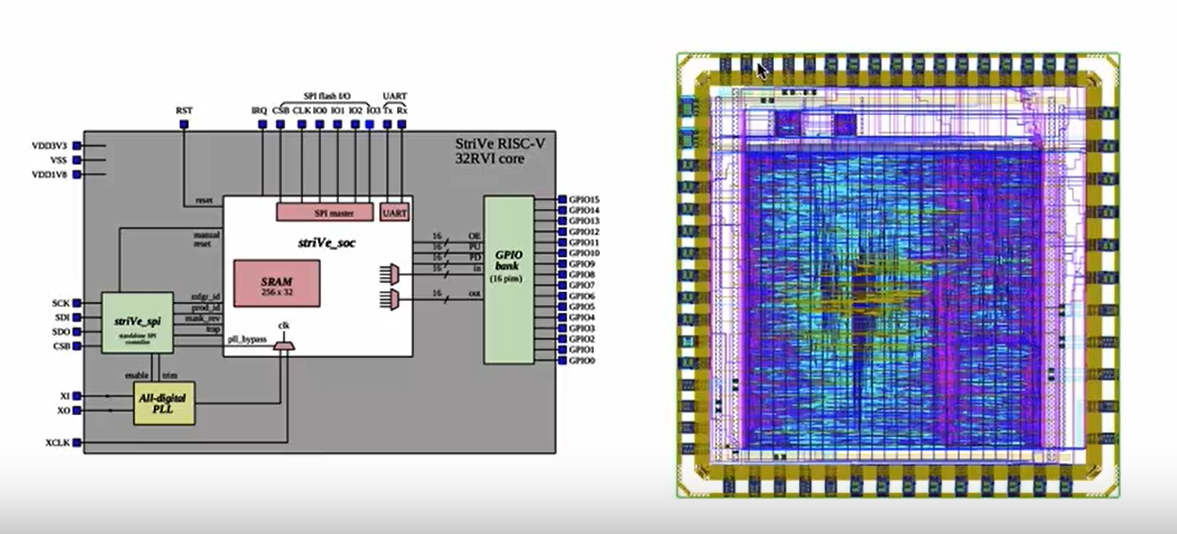 SPI flash I/O
UART
RST
IRQ
CSB
CLK
IO0
IO1
IO2
IO3
Tx
Rx
StriVe RISC-V
32RVI core
VDD3V3
VSS
VDD1V8
reset
SPI master
UART
manual
reset
striVe_soc
SRAM
256 x 32
16
OE
16
PU
16
PD
16
in
16
out
GPIO
bank
(16 pins)
GPIO15
GPIO14
GPIO13
GPIO12
GPIO11
GPIO10
GPIO9
GPIO8
GPIO7
GPIO6
GPIO5
GPIO4
GPIO3
GPIO2
GPIO1
GPIO0
SCK
SDI
SDO
CSB
striVe_spi
standalone SPI
controller
mfgr_id
prod_id
mask_rev
trap
clk
pll_bypass
enable
trim
XI
XO
All-digital
PLL
XCLK